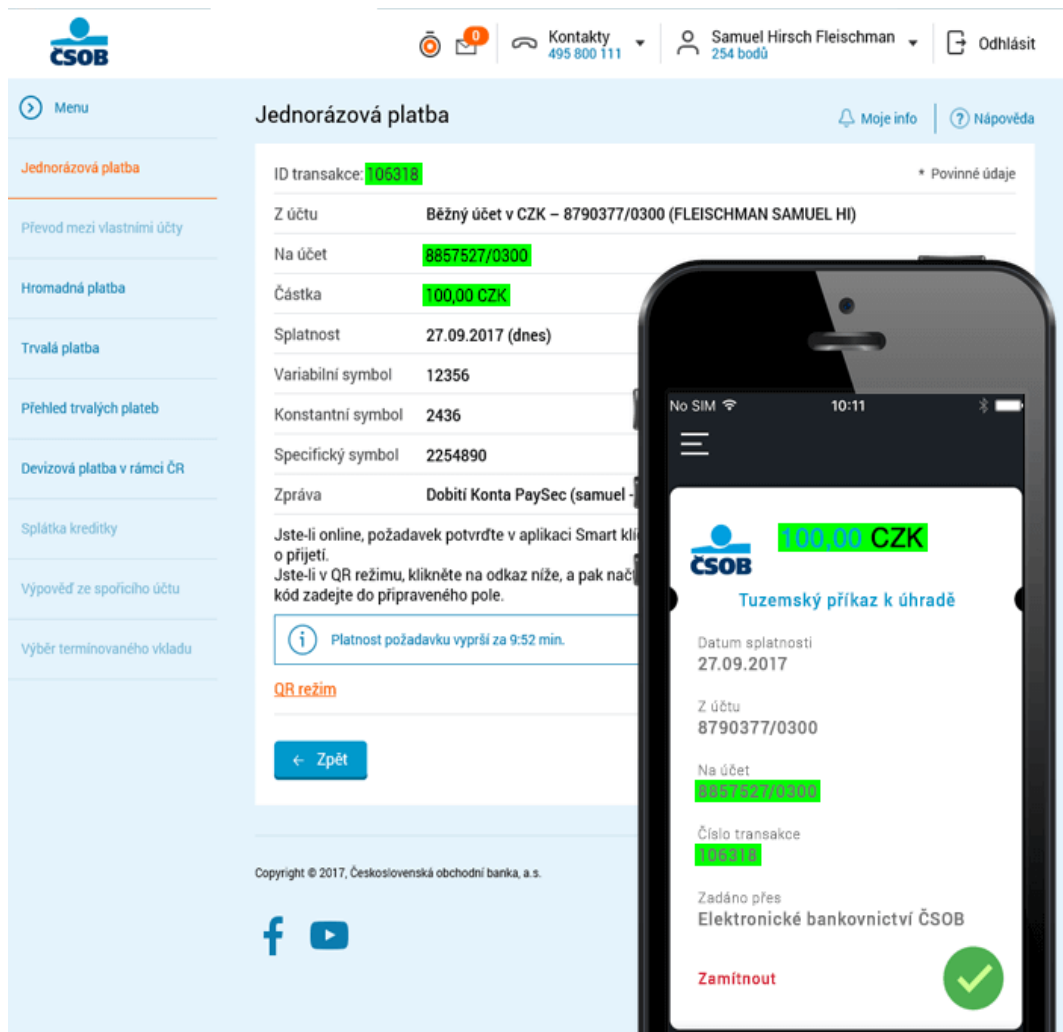 ČSOB
0
Kontakty
495 800 111
Samuel Hirsch Fleischman
254 bodů
Odhlásit
Menu
Jednorázová platba
Převod mezi vlastními účty
Hromadná platba
Trvalá platba
Přehled trvalých plateb
Devizová platba v rámci ČR
Splátka kreditky
Výpověď ze spořicího účtu
Výběr termínovaného vkladu
Jednorázová platba
Moje info
? Nápověda
ID transakce: 106318
* Povinné údaje
Z účtu Běžný účet v CZK – 8790377/0300 (FLEISCHMAN SAMUEL HI)
Na účet 8857527/0300
Částka 100,00 CZK
Splatnost 27.09.2017 (dnes)
Variabilní symbol 12356
Konstantní symbol 2436
Specifický symbol 2254890
Zpráva Dobití Konta PaySec (samuel -
Jste-li online, požadavek potvrďte v aplikaci Smart klí
o přijetí.
Jste-li v QR režimu, klikněte na odkaz níže, a pak nač
kód zadejte do připraveného pole.
i Platnost požadavku vyprší za 9:52 min.
QR režim
← Zpět
Copyright © 2017, Československá obchodní banka, a.s.
No SIM 10:11
ČSOB
100,00 CZK
Tuzemský příkaz k úhradě
Datum splatnosti
27.09.2017
Z účtu
8790377/0300
Na účet
8857527/0300
Číslo transakce
106318
Zadáno přes
Elektronické bankovnictví ČSOB
Zamítnout